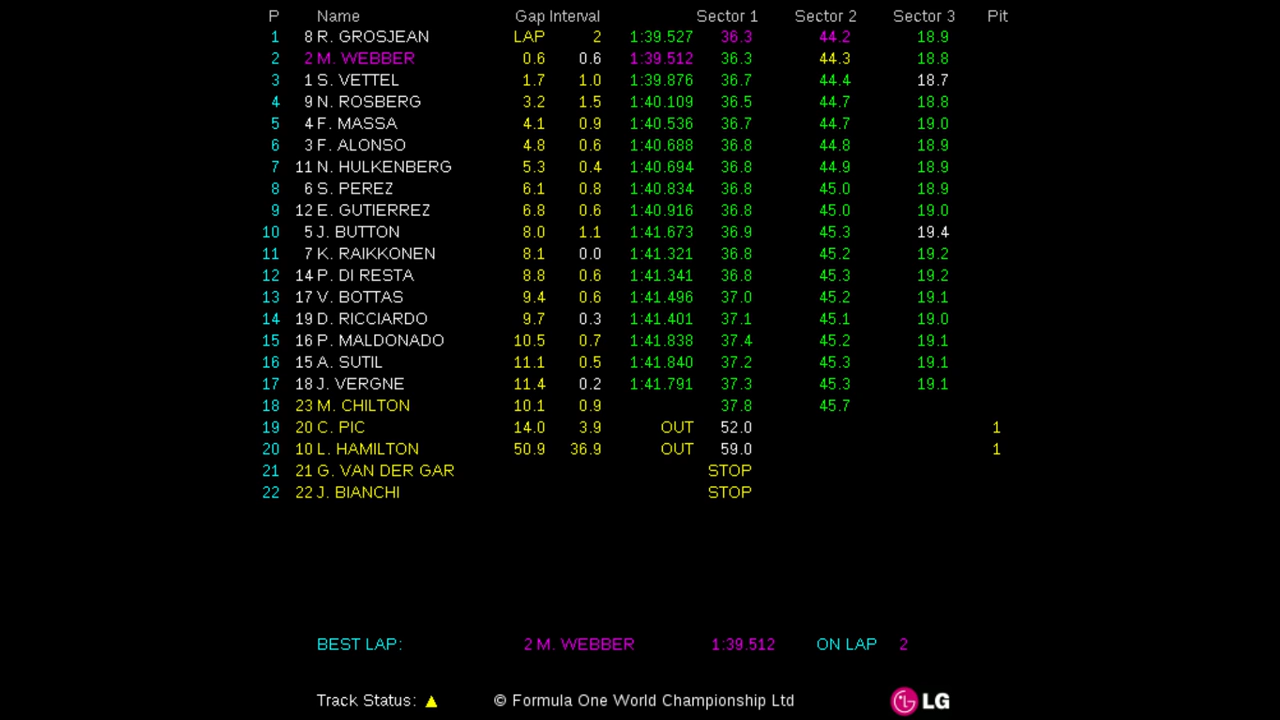 P Name Gap Interval Sector 1 Sector 2 Sector 3 Pit
1 8 R. GROSJEAN LAP 2 1:39.527 36.3 44.2 18.9
2 2 M. WEBBER 0.6 0.6 1:39.512 36.3 44.3 18.8
3 1 S. VETTEL 1.7 1.0 1:39.876 36.7 44.4 18.7
4 9 N. ROSBERG 3.2 1.5 1:40.109 36.5 44.7 18.8
5 4 F. MASSA 4.1 0.9 1:40.536 36.7 44.7 19.0
6 3 F. ALONSO 4.8 0.6 1:40.688 36.8 44.8 18.9
7 11 N. HULKENBERG 5.3 0.4 1:40.694 36.8 44.9 18.9
8 6 S. PEREZ 6.1 0.8 1:40.834 36.8 45.0 18.9
9 12 E. GUTIERREZ 6.8 0.6 1:40.916 36.8 45.0 19.0
10 5 J. BUTTON 8.0 1.1 1:41.673 36.9 45.3 19.4
11 7 K. RAIKKONEN 8.1 0.0 1:41.321 36.8 45.2 19.2
12 14 P. DI RESTA 8.8 0.6 1:41.341 36.8 45.3 19.2
13 17 V. BOTTAS 9.4 0.6 1:41.496 37.0 45.2 19.1
14 19 D. RICCIARDO 9.7 0.3 1:41.401 37.1 45.1 19.0
15 16 P. MALDONADO 10.5 0.7 1:41.838 37.4 45.2 19.1
16 15 A. SUTIL 11.1 0.5 1:41.840 37.2 45.3 19.1
17 18 J. VERGNE 11.4 0.2 1:41.791 37.3 45.3 19.1
18 23 M. CHILTON 10.1 0.9 37.8 45.7
19 20 C. PIC 14.0 3.9 OUT 52.0 1
20 10 L. HAMILTON 50.9 36.9 OUT 59.0 1
21 21 G. VAN DER GAR STOP
22 22 J. BIANCHI STOP
BEST LAP: 2 M. WEBBER 1:39.512 ON LAP 2
Track Status: © Formula One World Championship Ltd LG